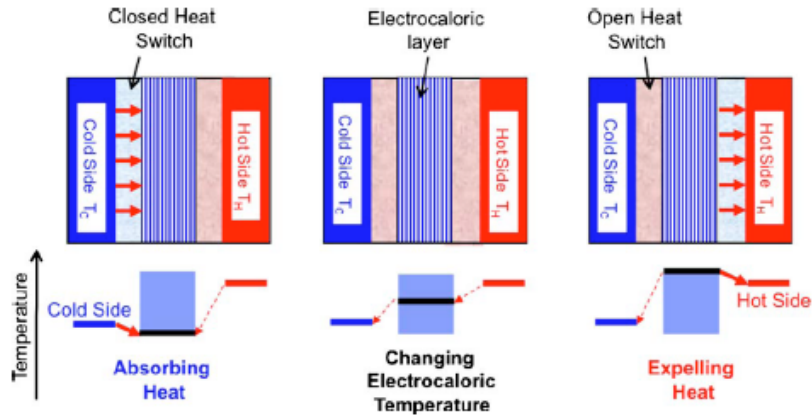 Closed Heat
Switch
Electrocaloric
layer
Open Heat
Switch
Cold Side T_C
Hot Side T_H
Cold Side T_C
Hot Side T_H
Cold Side T_C
Hot Side T_H
Temperature
Cold Side
Hot Side
Absorbing
Heat
Changing
Electrocaloric
Temperature
Expelling
Heat